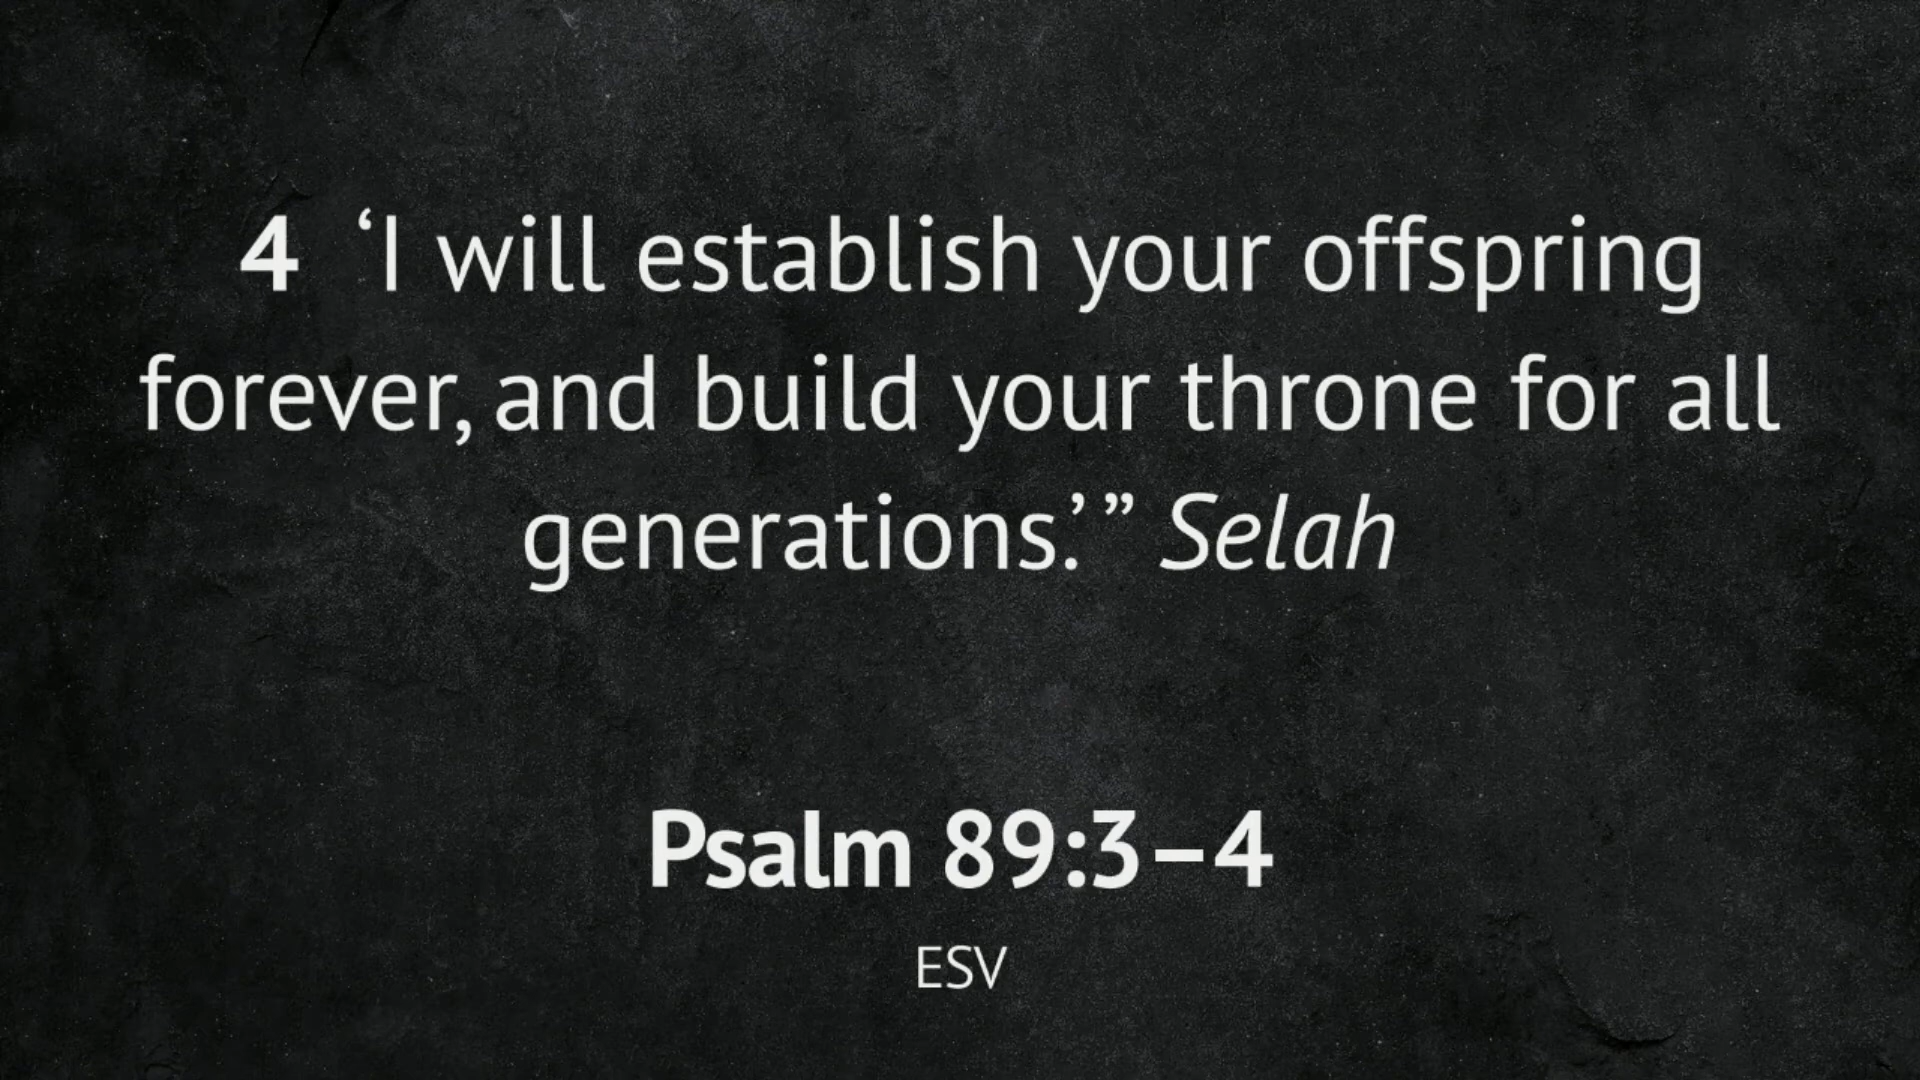 4 ‘I will establish your offspring
forever, and build your throne for all
generations.’ ” Selah
Psalm 89:3–4
ESV